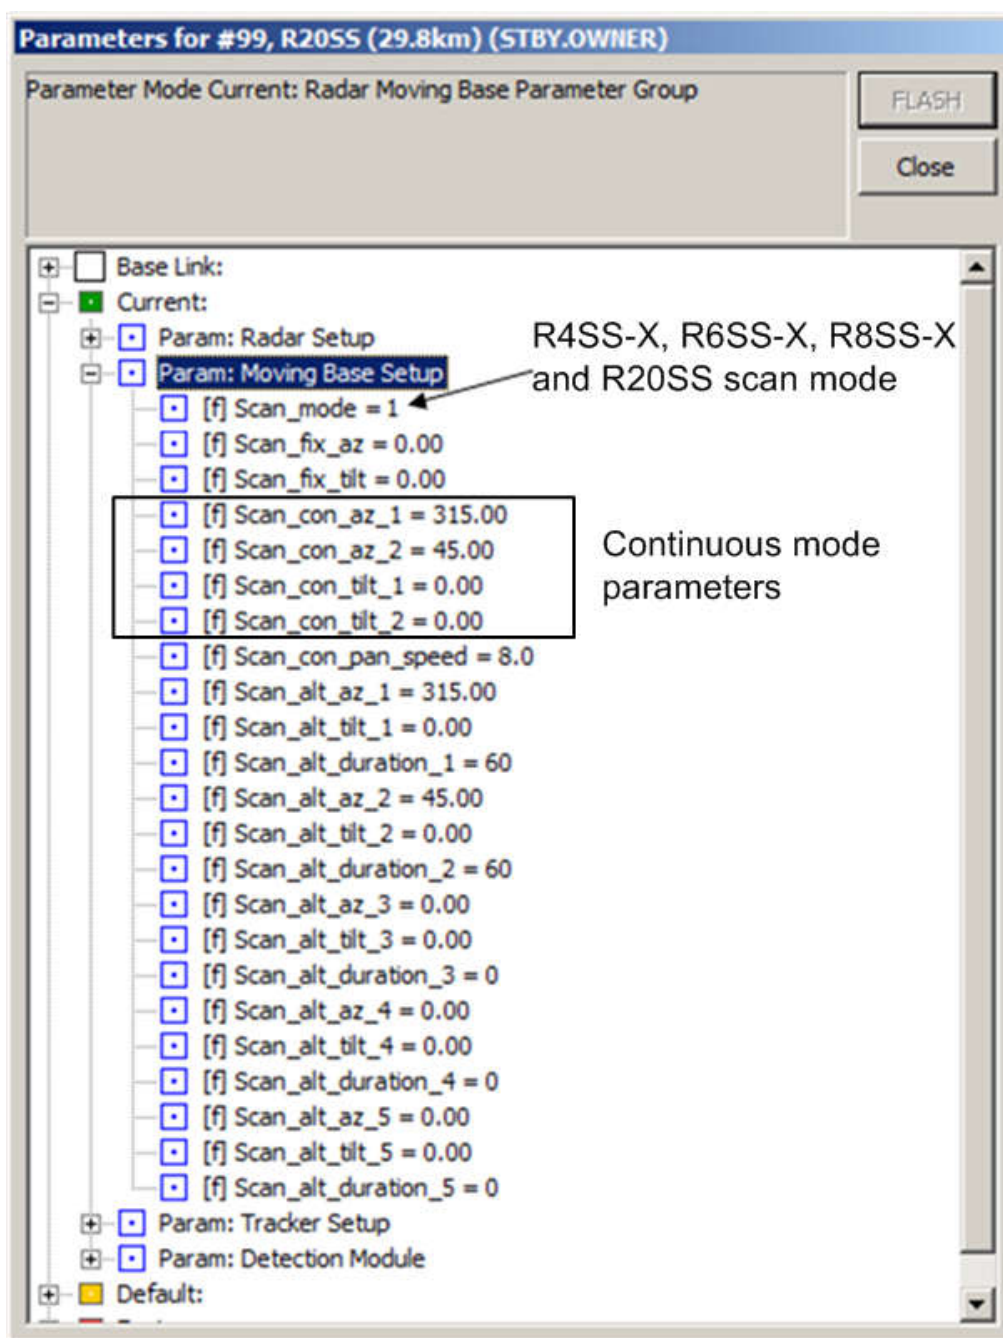 Parameters for #99, R20SS (29.8km) (STBY.OWNER)
Parameter Mode Current: Radar Moving Base Parameter Group
FLASH
Close
Base Link:
Current:
Param: Radar Setup
Param: Moving Base Setup
R4SS-X, R6SS-X, R8SS-X
and R20SS scan mode
[f] Scan_mode = 1
[f] Scan_fix_az = 0.00
[f] Scan_fix_tilt = 0.00
[f] Scan_con_az_1 = 315.00
[f] Scan_con_az_2 = 45.00
[f] Scan_con_tilt_1 = 0.00
[f] Scan_con_tilt_2 = 0.00
Continuous mode
parameters
[f] Scan_con_pan_speed = 8.0
[f] Scan_alt_az_1 = 315.00
[f] Scan_alt_tilt_1 = 0.00
[f] Scan_alt_duration_1 = 60
[f] Scan_alt_az_2 = 45.00
[f] Scan_alt_tilt_2 = 0.00
[f] Scan_alt_duration_2 = 60
[f] Scan_alt_az_3 = 0.00
[f] Scan_alt_tilt_3 = 0.00
[f] Scan_alt_duration_3 = 0
[f] Scan_alt_az_4 = 0.00
[f] Scan_alt_tilt_4 = 0.00
[f] Scan_alt_duration_4 = 0
[f] Scan_alt_az_5 = 0.00
[f] Scan_alt_tilt_5 = 0.00
[f] Scan_alt_duration_5 = 0
Param: Tracker Setup
Param: Detection Module
Default: